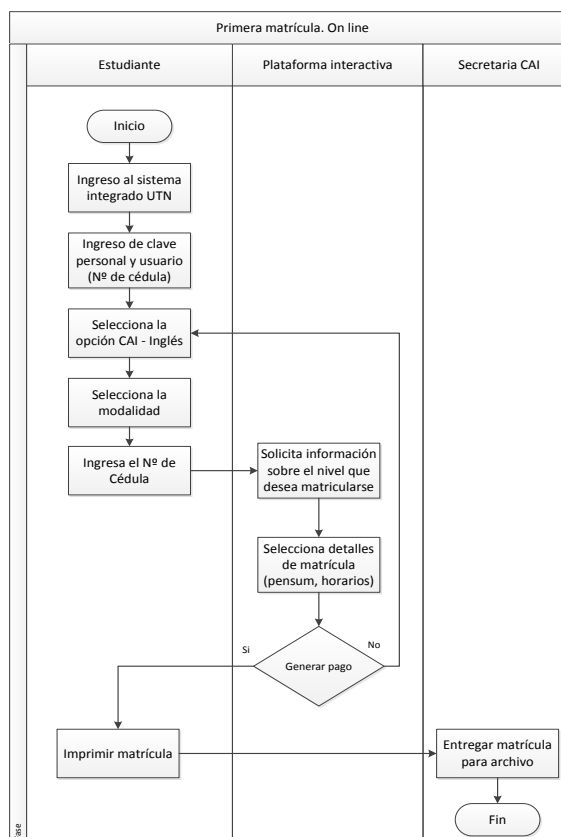 Primera matrícula. On line
Estudiante
Plataforma interactiva
Secretaria CAI
Inicio
Ingreso al sistema
integrado UTN
Ingreso de clave
personal y usuario
(Nº de cédula)
Selecciona la
opción CAI - Inglés
Selecciona la
modalidad
Ingresa el Nº de
Cédula
Solicita información
sobre el nivel que
desea matricularse
Selecciona detalles
de matrícula
(pensum, horarios)
Si
No
Generar pago
Imprimir matrícula
Entregar matrícula
para archivo
Fin